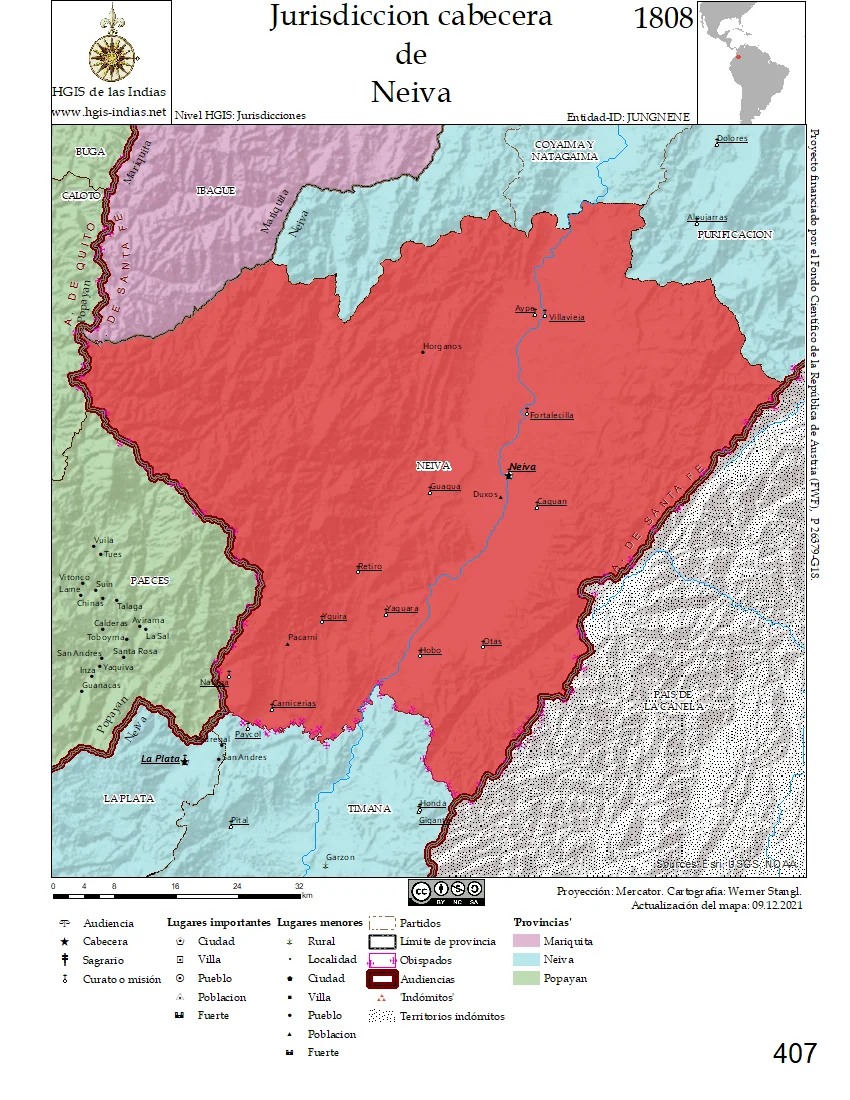 Jurisdiccion cabecera
de
Neiva
1808
HGIS de las Indias
www.hgis-indias.net
Nivel HGIS: Jurisdicciones
Entidad-ID: JUNGNENE
BUGA
CALOTO
Mariquita
IBAGUE
Mariquita
Neiva
COYAIMA Y
NATAGAIMA
Dolores
Alpujarras
PURIFICACION
A DE QUITO
DE SANTA FE
Popayan
Aype
Villavieja
Horganos
Fortalecilla
NEIVA
Neiva
Guagua
Duxos
Caquan
A DE SANTA FE
Vuila
Tues
Vitonco
Lame
Suin
PAECES
Chinas
Talaga
Calderas
Avirama
Toboyma
La Sal
San Andres
Santa Rosa
Inza
Yaquiva
Guanacas
Retiro
Yquira
Yaguara
Pacarni
Hobo
Otas
Carnicerias
Popayan
Neiva
Paycol
La Plata
San Andres
PAIS DE
LA CANELA
LA PLATA
TIMANA
Honda
Gigante
Pital
Garzon
Sources: Esri, USGS, NOAA
Proyecto financiado por el Fondo Científico de la República de Austria (FWF), P 26379-G18.
0 4 8 16 24 32
km
CC BY NC SA
Proyección: Mercator. Cartografía: Werner Stangl.
Actualización del mapa: 09.12.2021
Audiencia
Cabecera
Sagrario
Curato o misión
Lugares importantes
Ciudad
Villa
Pueblo
Poblacion
Fuerte
Lugares menores
Rural
Localidad
Ciudad
Villa
Pueblo
Poblacion
Fuerte
Partidos
Límite de provincia
Obispados
Audiencias
'Indómitos'
Territorios indómitos
'Provincias'
Mariquita
Neiva
Popayan
407